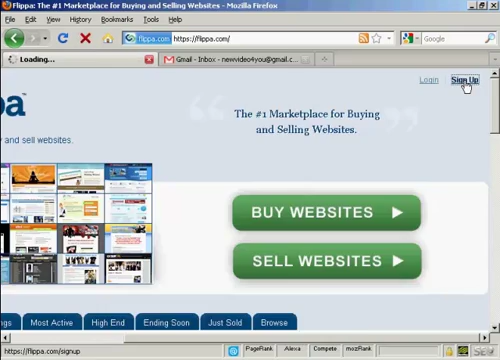 Flippa: The #1 Marketplace for Buying and Selling Websites. - Mozilla Firefox
Edit View History Bookmarks Tools Help
flippa.com https://flippa.com/ Google
Loading... Gmail - Inbox - newvideo4you@gmail.c...
Login Sign Up
pa™
The #1 Marketplace for Buying
and Selling Websites.
y and sell websites.
BUY WEBSITES
SELL WEBSITES
ngs Most Active High End Ending Soon Just Sold Browse
https://flippa.com/signup PageRank Alexa Compete mozRank